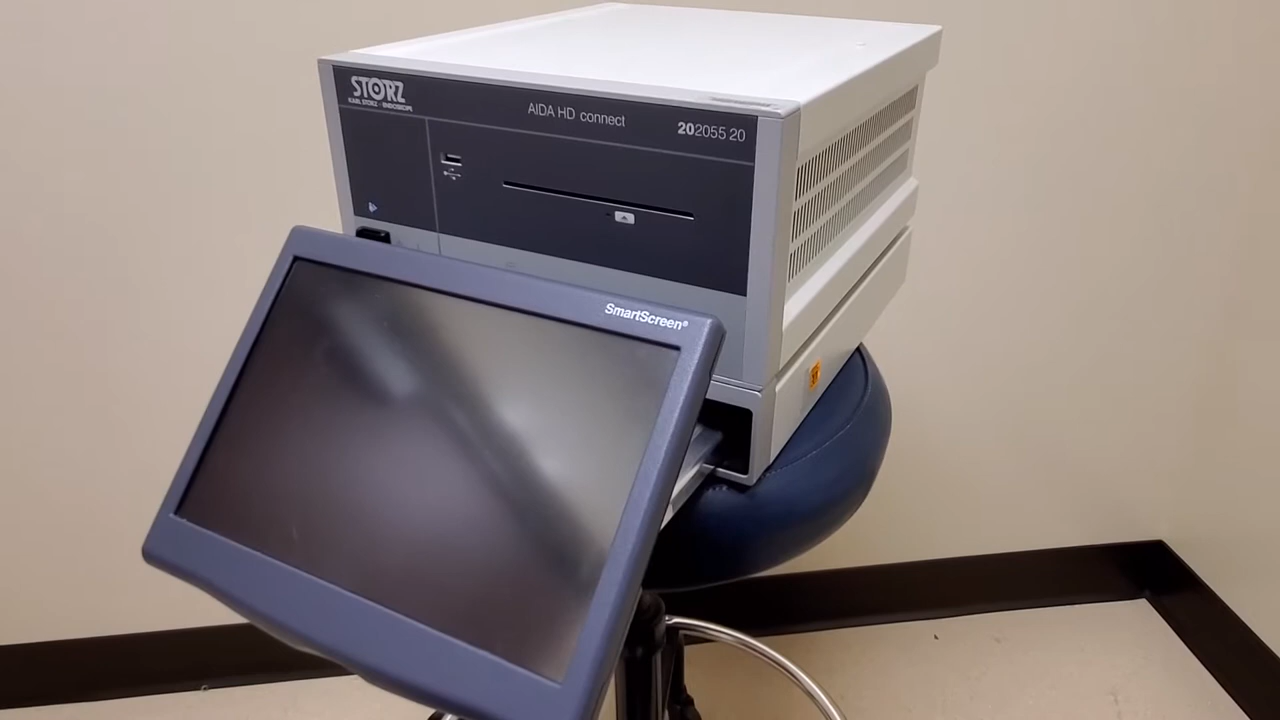 STORZ
KARL STORZ - ENDOSKOPE
AIDA HD connect
202055 20
SmartScreen®